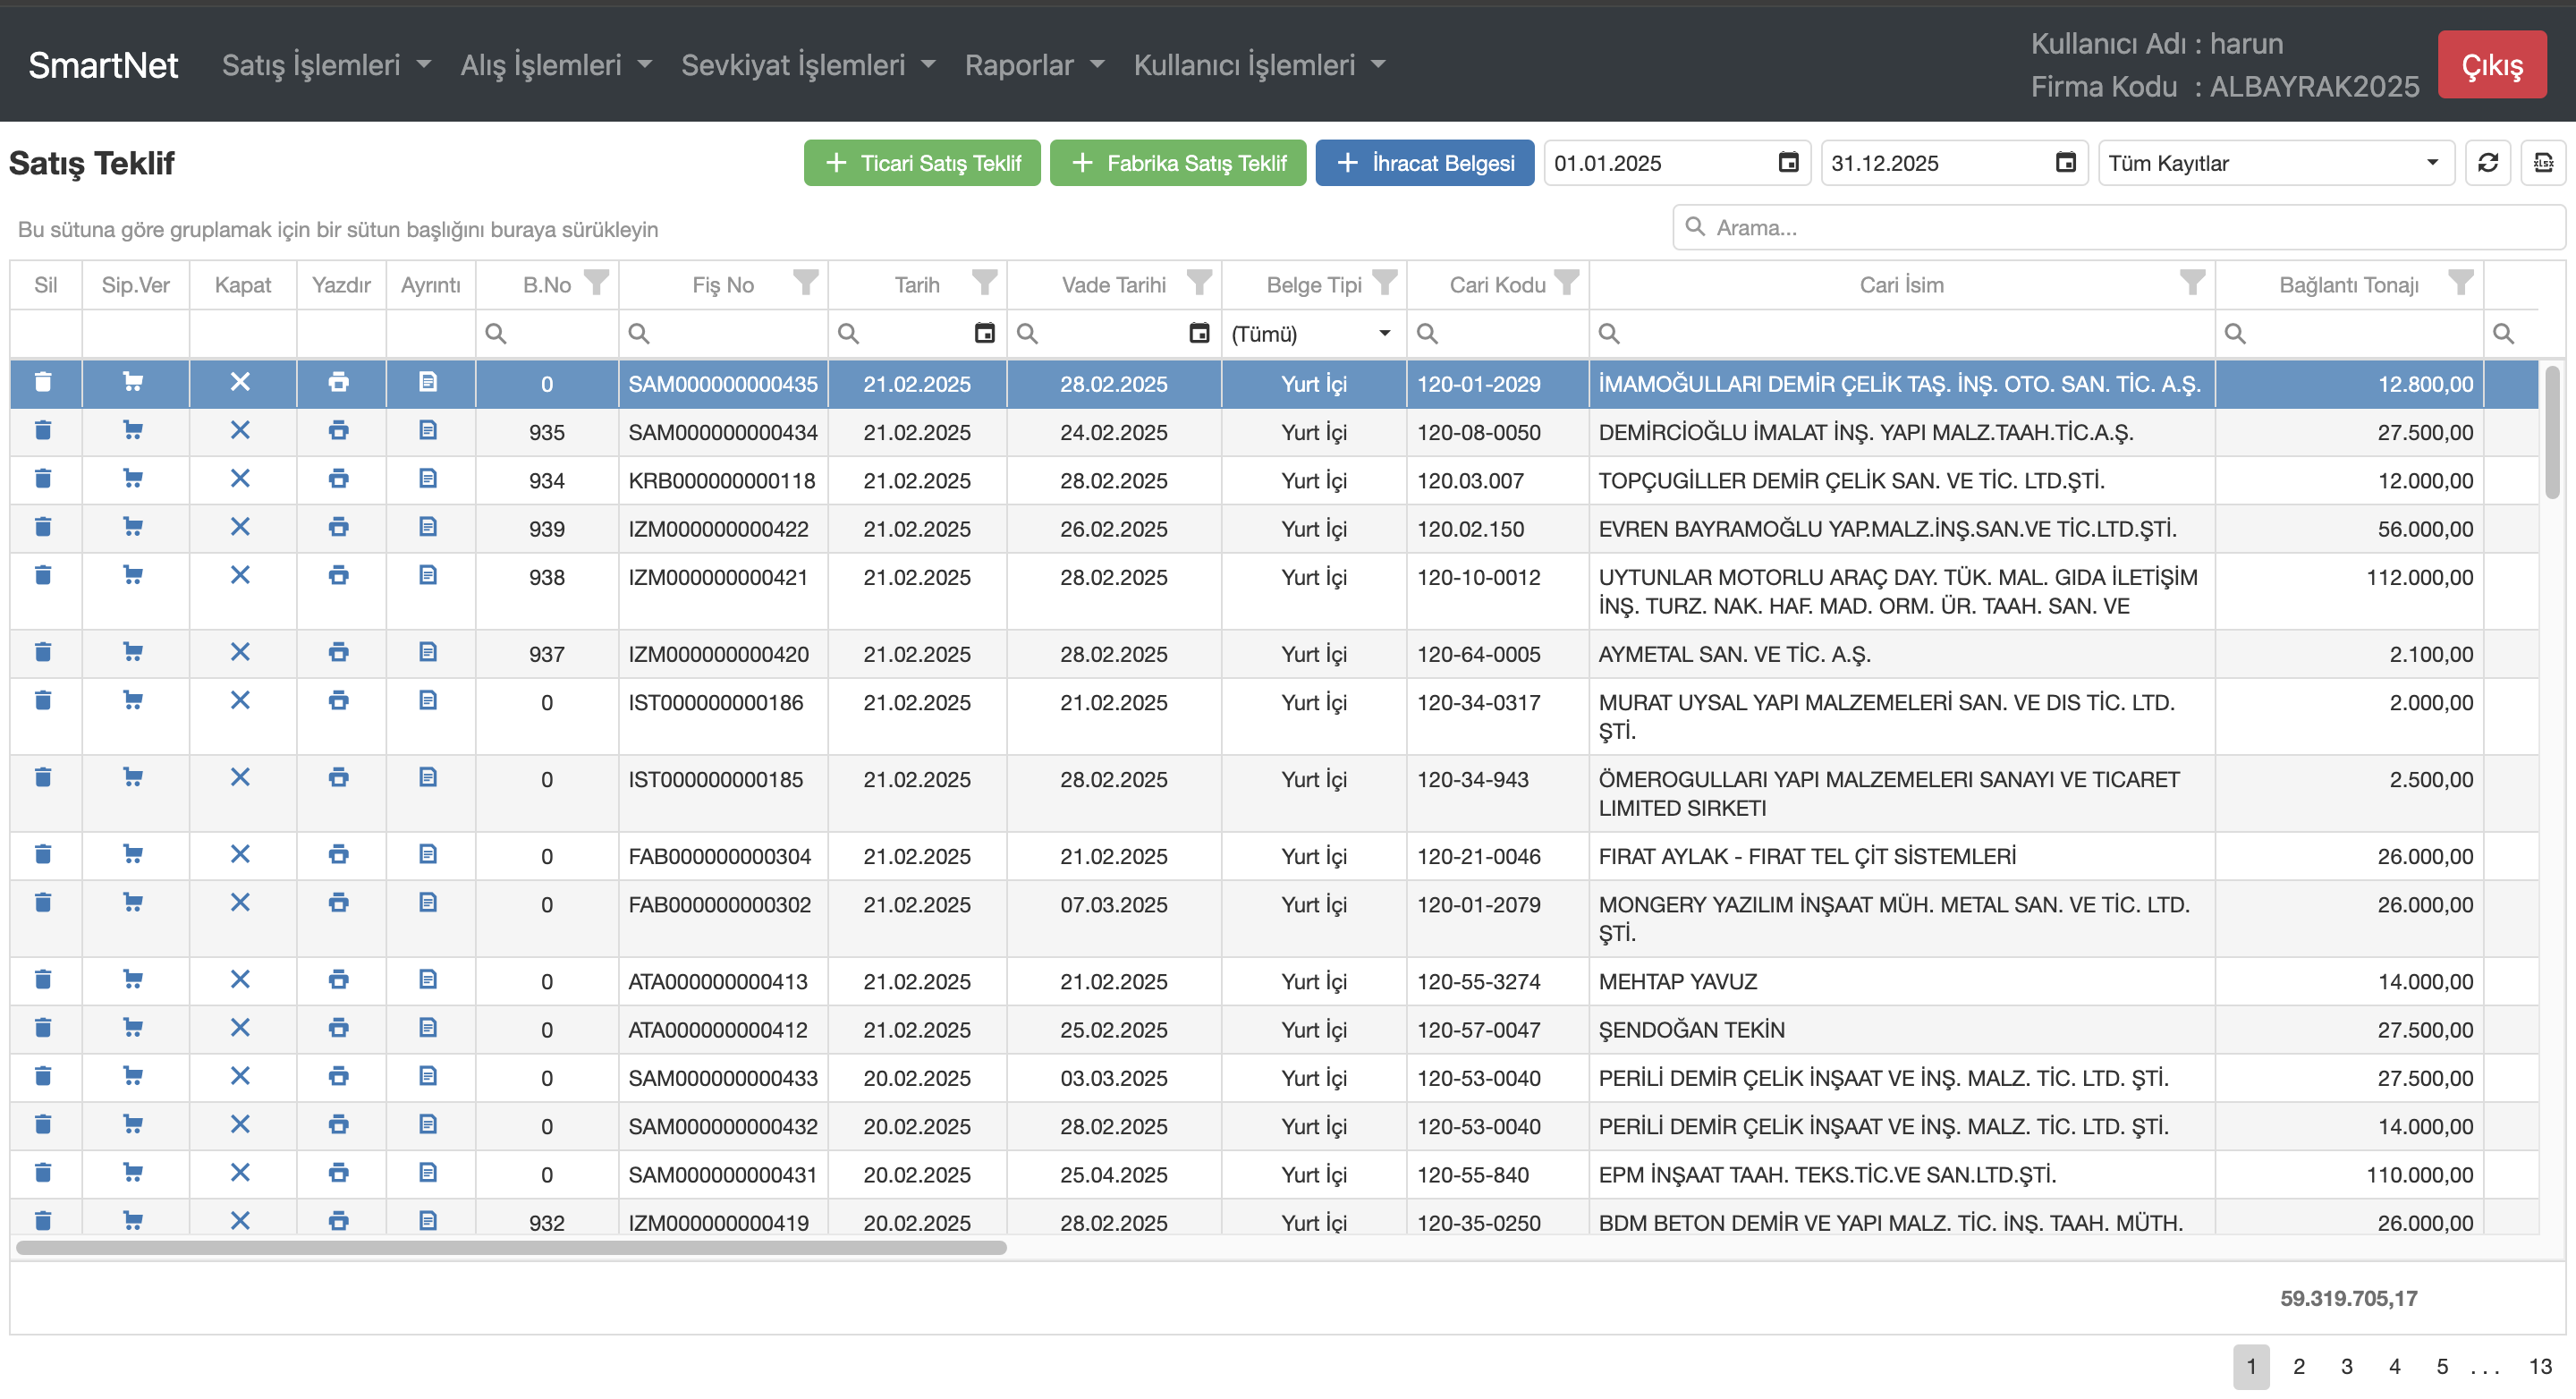 SmartNet Satış İşlemleri Alış İşlemleri Sevkiyat İşlemleri Raporlar Kullanıcı İşlemleri
Kullanıcı Adı : harun
Firma Kodu : ALBAYRAK2025
Çıkış
Satış Teklif
+ Ticari Satış Teklif + Fabrika Satış Teklif + İhracat Belgesi 01.01.2025 31.12.2025 Tüm Kayıtlar XLSX
Bu sütuna göre gruplamak için bir sütun başlığını buraya sürükleyin
Arama...
Sil Sip.Ver Kapat Yazdır Ayrıntı B.No Fiş No Tarih Vade Tarihi Belge Tipi Cari Kodu Cari İsim Bağlantı Tonajı
(Tümü)
0 SAM000000000435 21.02.2025 28.02.2025 Yurt İçi 120-01-2029 İMAMOĞULLARI DEMİR ÇELİK TAŞ. İNŞ. OTO. SAN. TİC. A.Ş. 12.800,00
935 SAM000000000434 21.02.2025 24.02.2025 Yurt İçi 120-08-0050 DEMİRCİOĞLU İMALAT İNŞ. YAPI MALZ.TAAH.TİC.A.Ş. 27.500,00
934 KRB000000000118 21.02.2025 28.02.2025 Yurt İçi 120.03.007 TOPÇUGİLLER DEMİR ÇELİK SAN. VE TİC. LTD.ŞTİ. 12.000,00
939 IZM000000000422 21.02.2025 26.02.2025 Yurt İçi 120.02.150 EVREN BAYRAMOĞLU YAP.MALZ.İNŞ.SAN.VE TİC.LTD.ŞTİ. 56.000,00
938 IZM000000000421 21.02.2025 28.02.2025 Yurt İçi 120-10-0012 UYTUNLAR MOTORLU ARAÇ DAY. TÜK. MAL. GIDA İLETİŞİM 112.000,00
İNŞ. TURZ. NAK. HAF. MAD. ORM. ÜR. TAAH. SAN. VE
937 IZM000000000420 21.02.2025 28.02.2025 Yurt İçi 120-64-0005 AYMETAL SAN. VE TİC. A.Ş. 2.100,00
0 IST000000000186 21.02.2025 21.02.2025 Yurt İçi 120-34-0317 MURAT UYSAL YAPI MALZEMELERİ SAN. VE DIS TİC. LTD. 2.000,00
ŞTİ.
0 IST000000000185 21.02.2025 28.02.2025 Yurt İçi 120-34-943 ÖMEROGULLARI YAPI MALZEMELERI SANAYI VE TICARET 2.500,00
LIMITED SIRKETI
0 FAB000000000304 21.02.2025 21.02.2025 Yurt İçi 120-21-0046 FIRAT AYLAK - FIRAT TEL ÇİT SİSTEMLERİ 26.000,00
0 FAB000000000302 21.02.2025 07.03.2025 Yurt İçi 120-01-2079 MONGERY YAZILIM İNŞAAT MÜH. METAL SAN. VE TİC. LTD. 26.000,00
ŞTİ.
0 ATA000000000413 21.02.2025 21.02.2025 Yurt İçi 120-55-3274 MEHTAP YAVUZ 14.000,00
0 ATA000000000412 21.02.2025 25.02.2025 Yurt İçi 120-57-0047 ŞENDOĞAN TEKİN 27.500,00
0 SAM000000000433 20.02.2025 03.03.2025 Yurt İçi 120-53-0040 PERİLİ DEMİR ÇELİK İNŞAAT VE İNŞ. MALZ. TİC. LTD. ŞTİ. 27.500,00
0 SAM000000000432 20.02.2025 28.02.2025 Yurt İçi 120-53-0040 PERİLİ DEMİR ÇELİK İNŞAAT VE İNŞ. MALZ. TİC. LTD. ŞTİ. 14.000,00
0 SAM000000000431 20.02.2025 25.04.2025 Yurt İçi 120-55-840 EPM İNŞAAT TAAH. TEKS.TİC.VE SAN.LTD.ŞTİ. 110.000,00
932 IZM000000000419 20.02.2025 28.02.2025 Yurt İçi 120-35-0250 BDM BETON DEMİR VE YAPI MALZ. TİC. İNŞ. TAAH. MÜTH. 26.000,00
59.319.705,17
1 2 3 4 5 ... 13